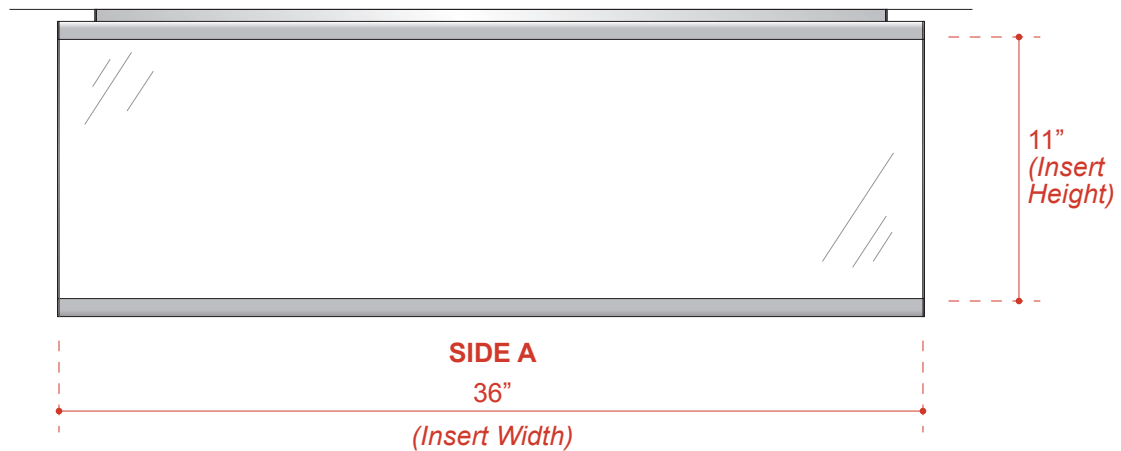 11”
(Insert
Height)
SIDE A
36”
(Insert Width)